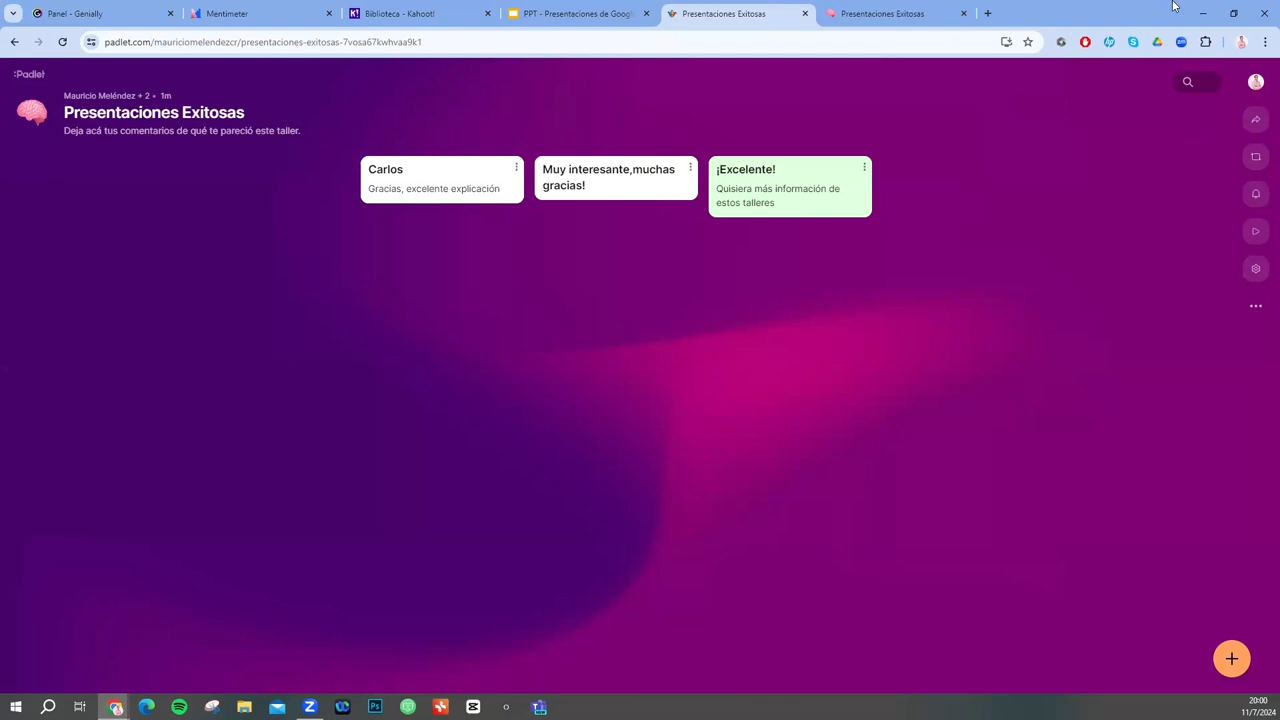 Panel - Genially
Mentimeter
Biblioteca - Kahoot!
PPT - Presentaciones de Google
Presentaciones Exitosas
Presentaciones Exitosas
padlet.com/mauriciomelendezcr/presentaciones-exitosas-7vosa67kwhvaa9k1
:Padlet
Mauricio Meléndez + 2 • 1m
Presentaciones Exitosas
Deja acá tus comentarios de qué te pareció este taller.
Carlos
Gracias, excelente explicación
Muy interesante,muchas
gracias!
¡Excelente!
Quisiera más información de
estos talleres
20:00
11/7/2024